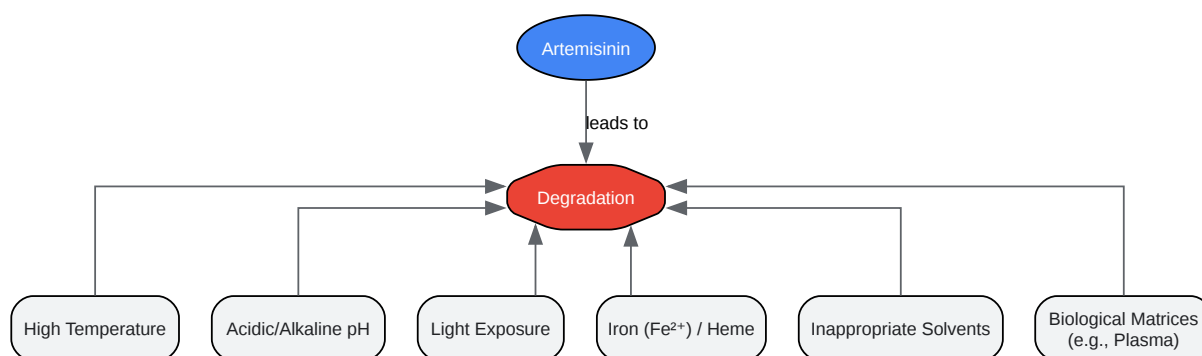 Artemisinin
leads to
Degradation
High Temperature
Acidic/Alkaline pH
Light Exposure
Iron (Fe²⁺) / Heme
Inappropriate Solvents
Biological Matrices
(e.g., Plasma)